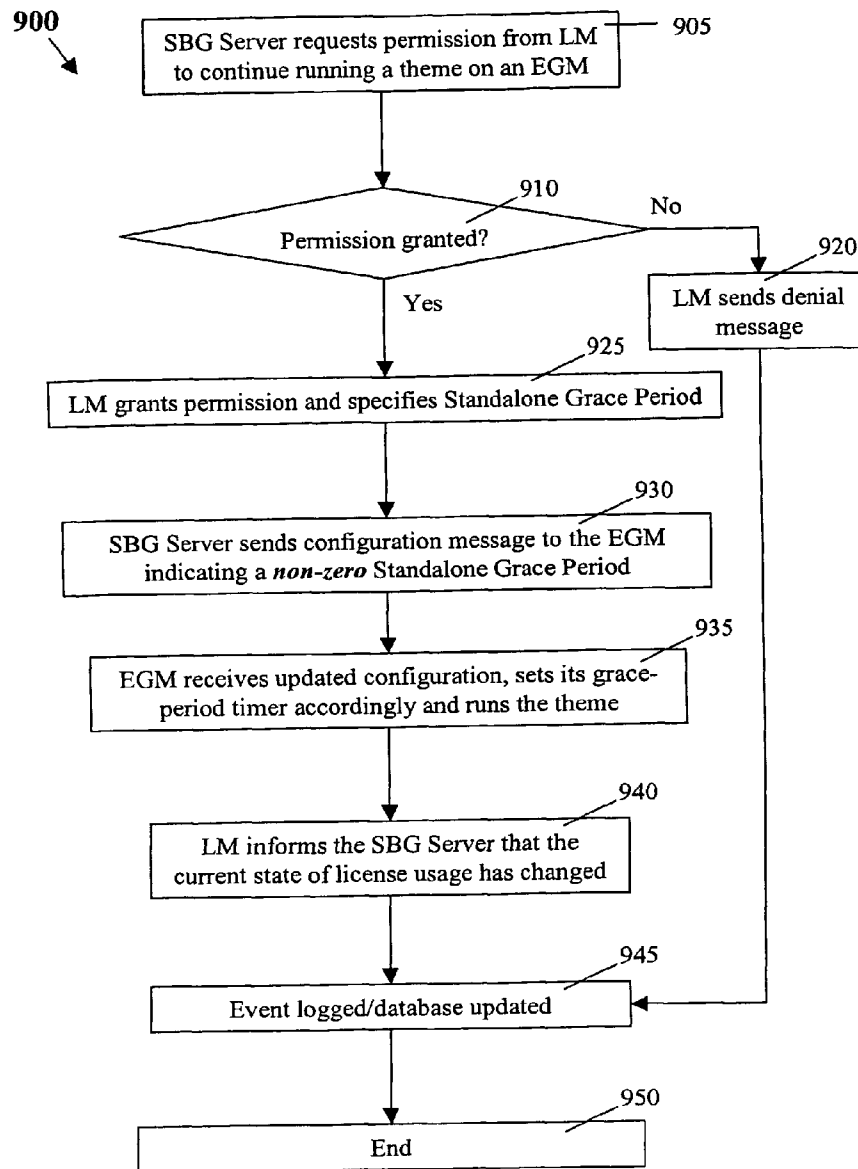 900
SBG Server requests permission from LM
to continue running a theme on an EGM
905
Permission granted?
910
No
Yes
LM sends denial
message
920
LM grants permission and specifies Standalone Grace Period
925
SBG Server sends configuration message to the EGM
indicating a non-zero Standalone Grace Period
930
EGM receives updated configuration, sets its grace-
period timer accordingly and runs the theme
935
LM informs the SBG Server that the
current state of license usage has changed
940
Event logged/database updated
945
End
950